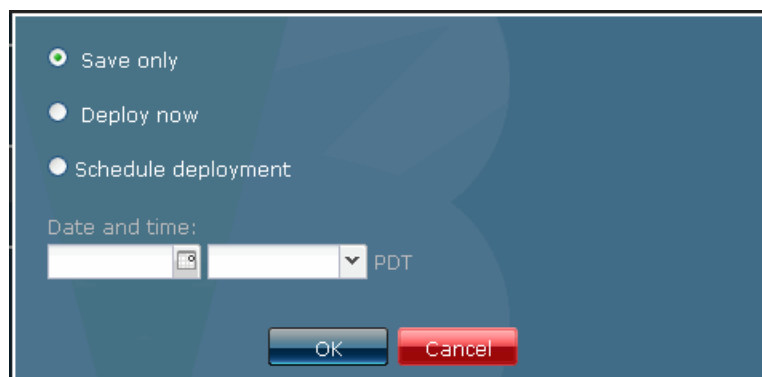 Save only
Deploy now
Schedule deployment
Date and time:
PDT
OK Cancel